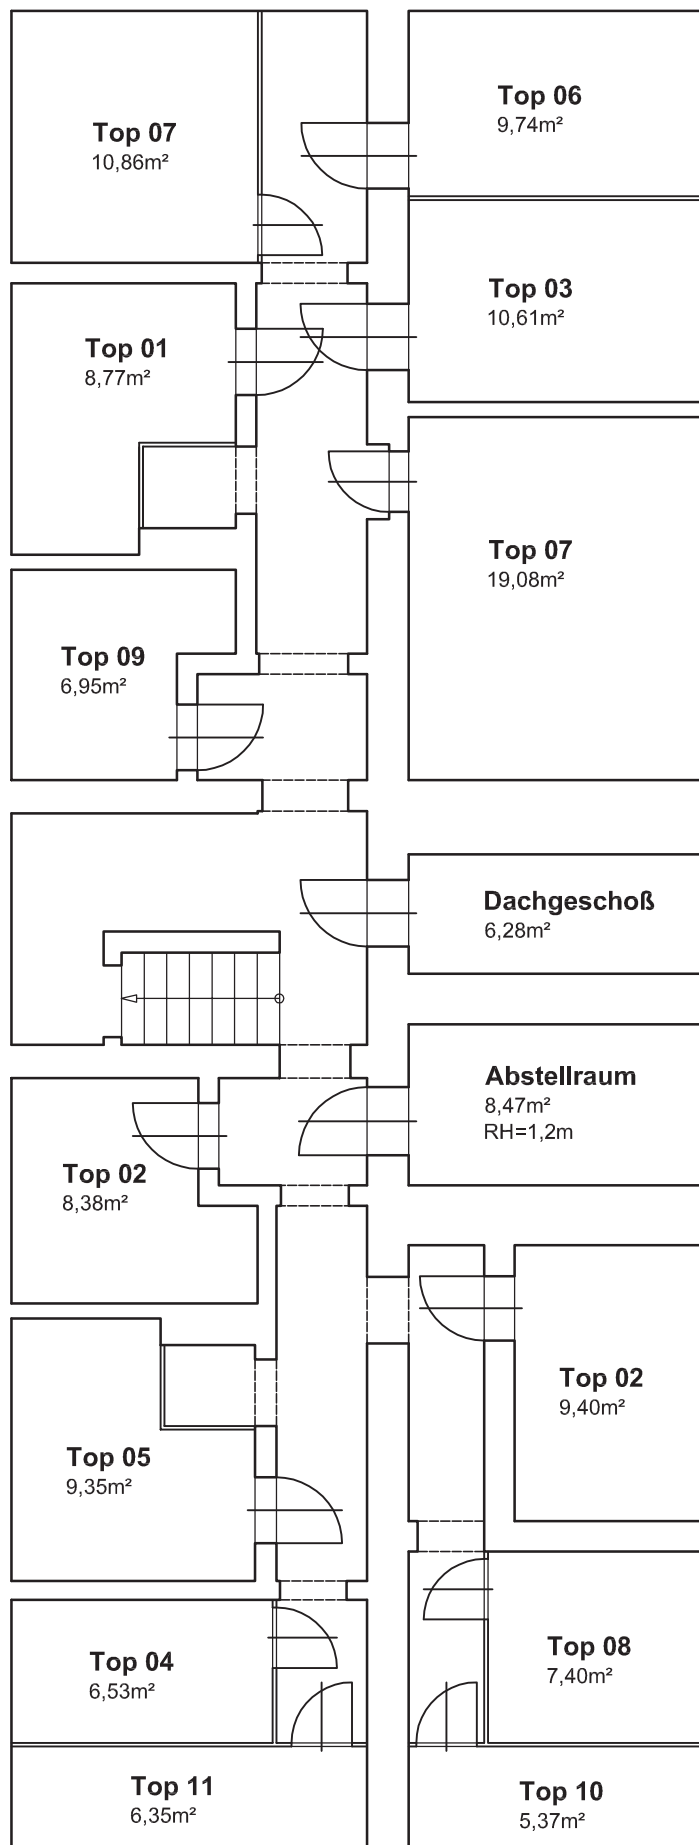 Top 06
9,74m²
Top 07
10,86m²
Top 03
10,61m²
Top 01
8,77m²
Top 07
19,08m²
Top 09
6,95m²
Dachgeschoß
6,28m²
Abstellraum
8,47m²
RH=1,2m
Top 02
8,38m²
Top 02
9,40m²
Top 05
9,35m²
Top 08
7,40m²
Top 04
6,53m²
Top 11
6,35m²
Top 10
5,37m²